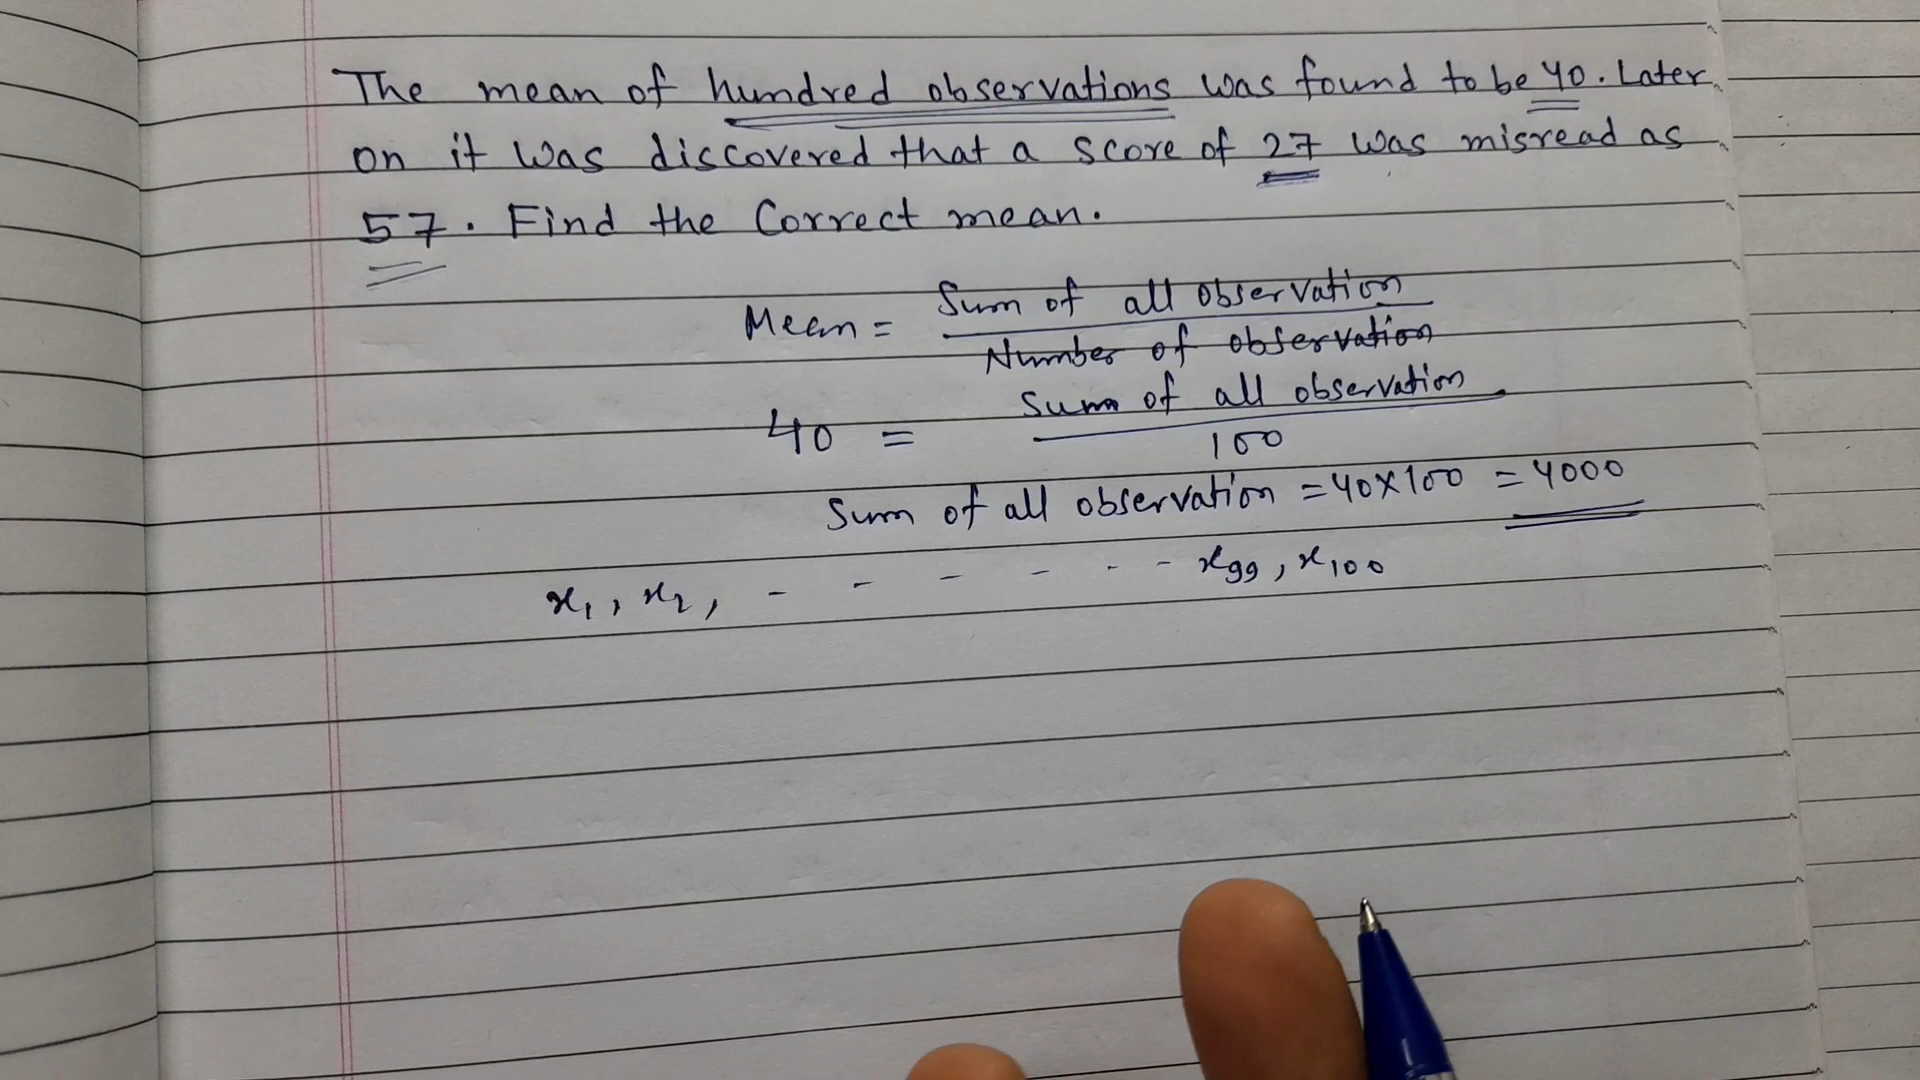 The mean of hundred observations was found to be 40. Later
on it was discovered that a score of 27 was misread as
57. Find the Correct mean.
Mean = Sum of all observation
Number of observation
40 = Sum of all observation
100
Sum of all observation = 40×100 = 4000
x₁, x₂, - - - - - - x₉₉, x₁₀₀